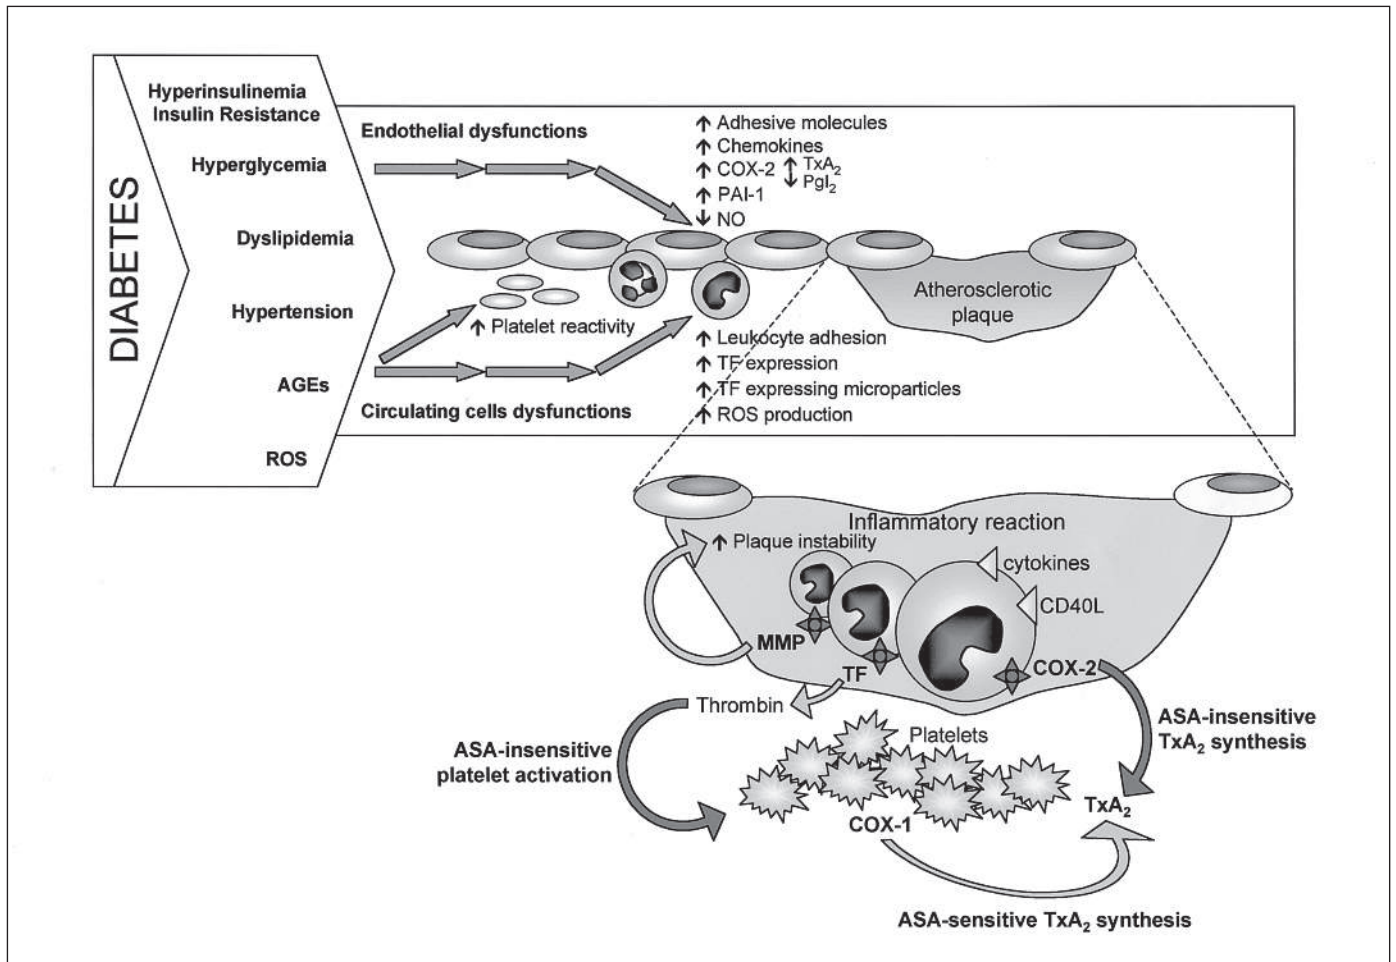 DIABETES
Hyperinsulinemia
Insulin Resistance
Hyperglycemia
Dyslipidemia
Hypertension
AGEs
ROS
Endothelial dysfunctions
↑ Adhesive molecules
↑ Chemokines
↑ COX-2 ↑ TxA₂
↓ PgI₂
↑ PAI-1
↓ NO
↑ Platelet reactivity
Atherosclerotic
plaque
↑ Leukocyte adhesion
↑ TF expression
↑ TF expressing microparticles
↑ ROS production
Circulating cells dysfunctions
Inflammatory reaction
↑ Plaque instability
cytokines
CD40L
MMP
TF
COX-2
Thrombin
ASA-insensitive
platelet activation
Platelets
COX-1
ASA-insensitive
TxA₂ synthesis
TxA₂
ASA-sensitive TxA₂ synthesis